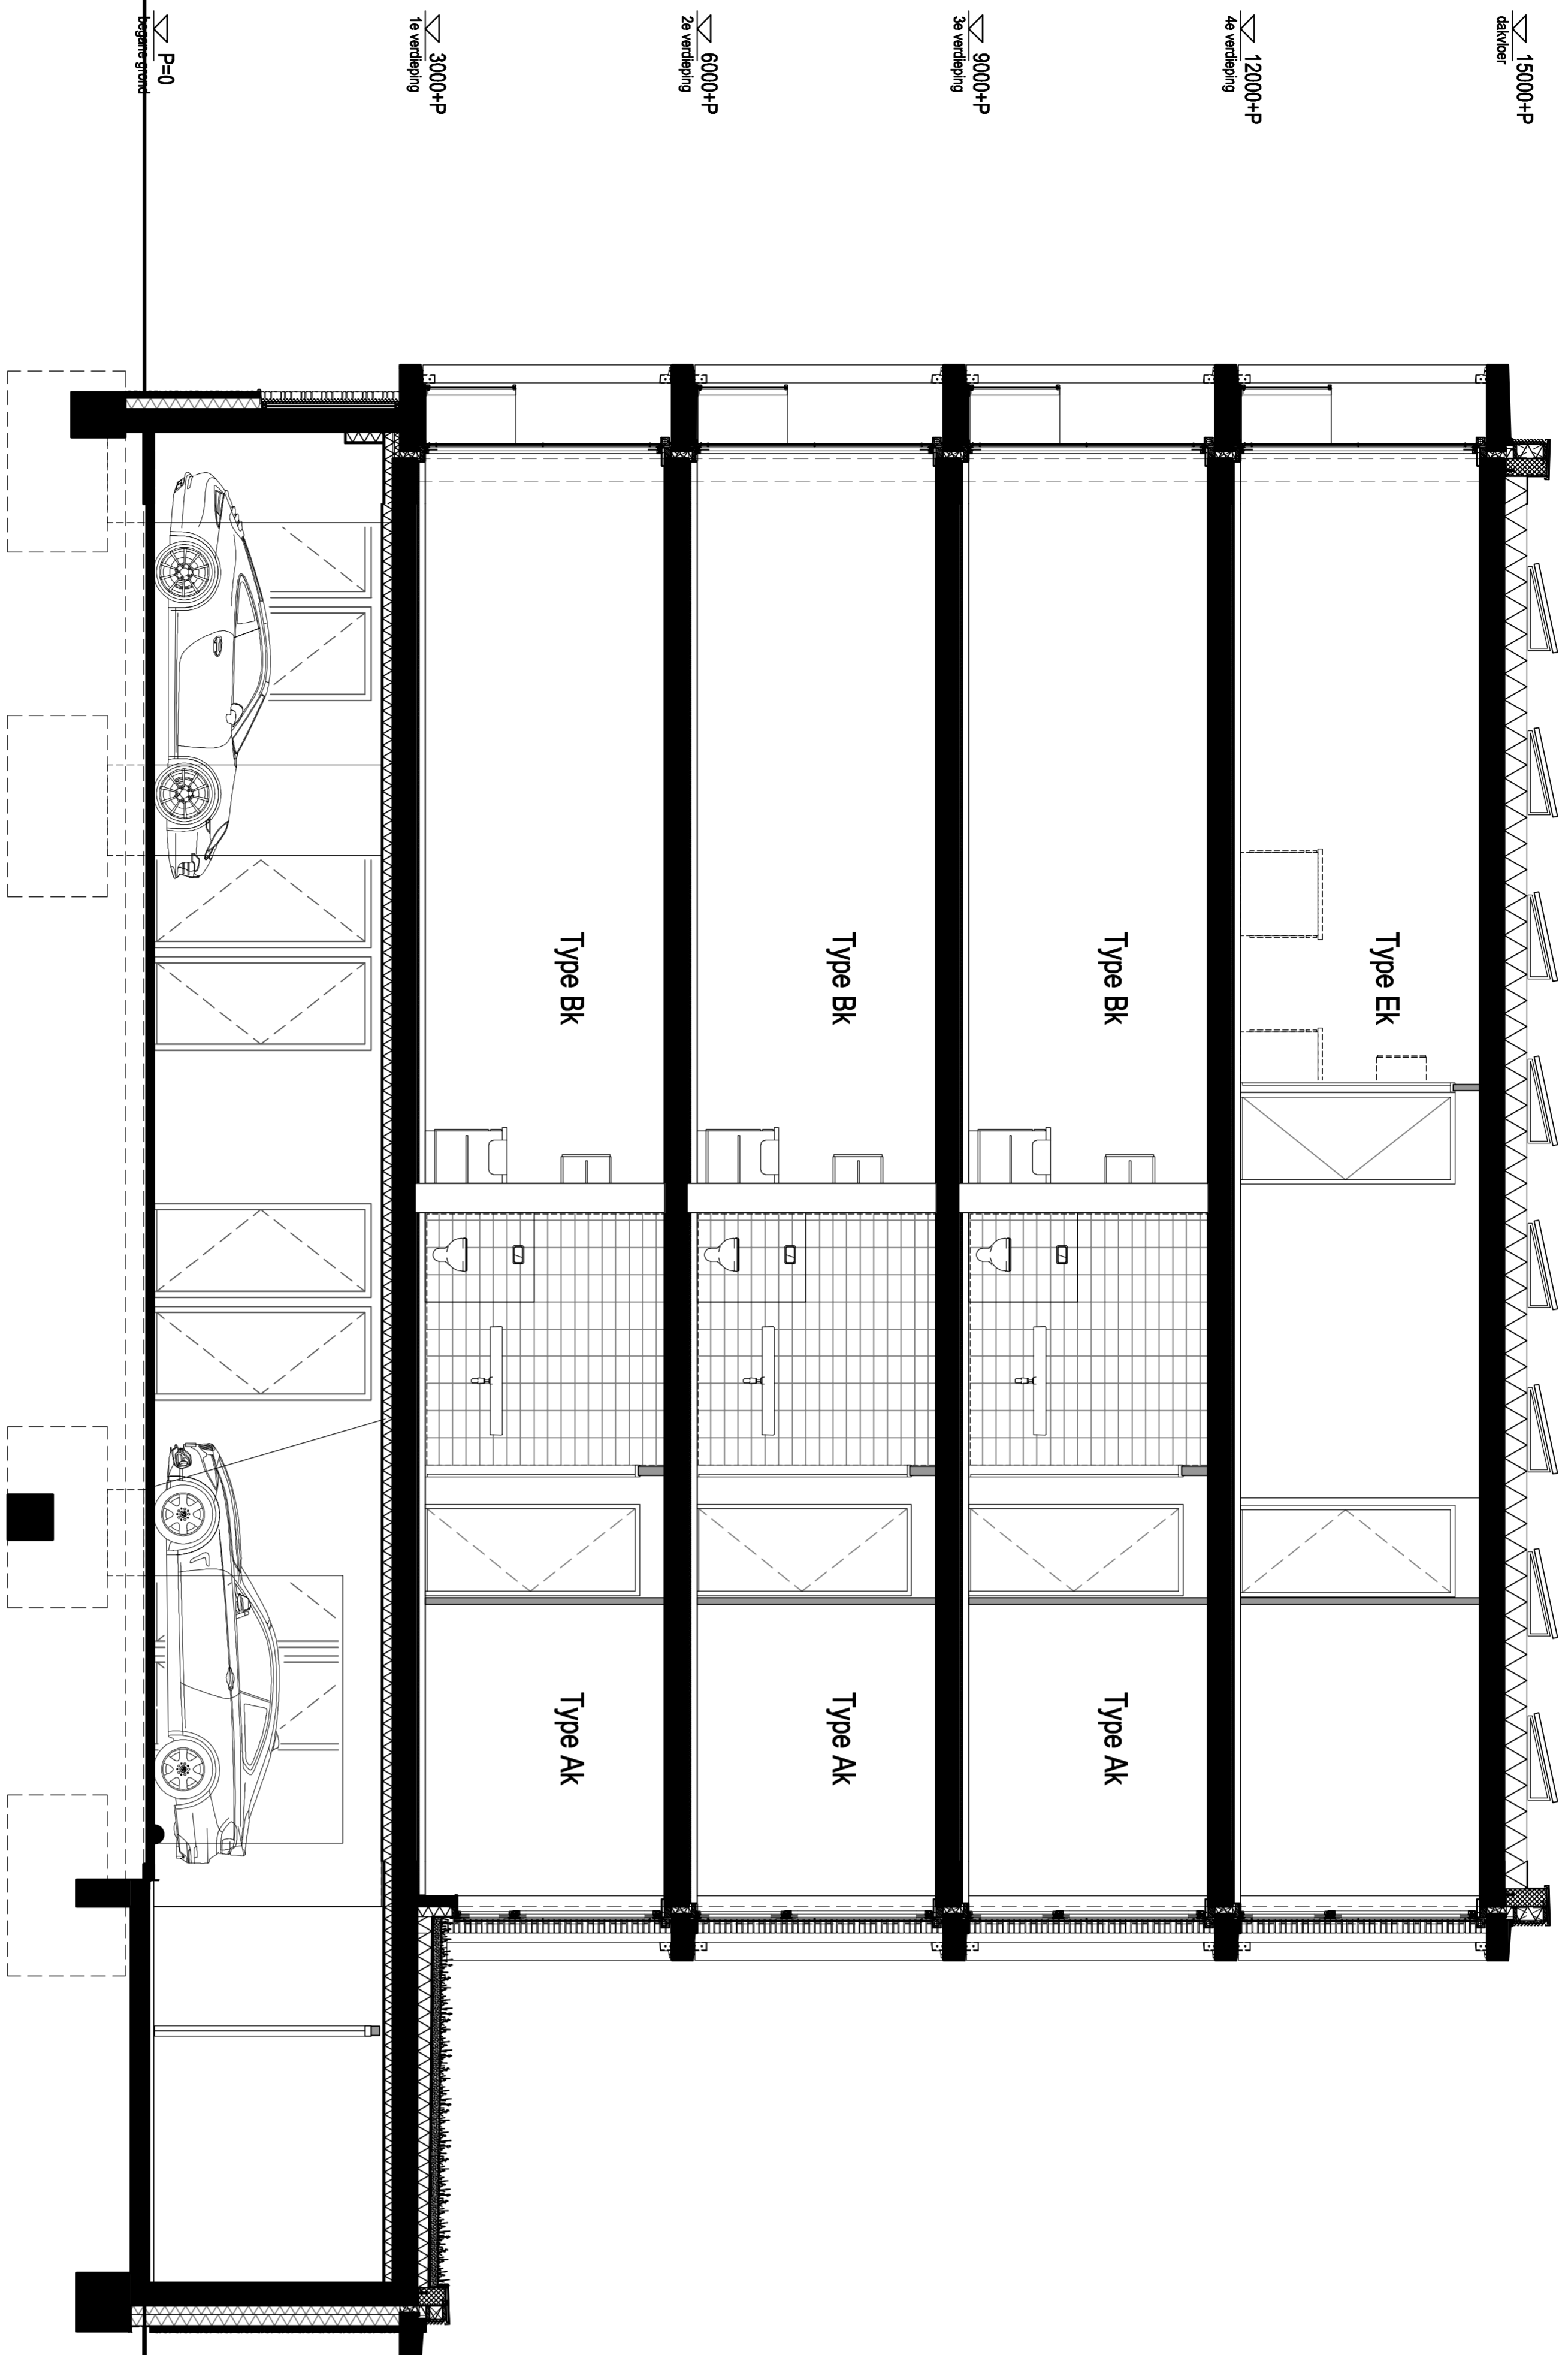 15000+P
dakvloer
12000+P
4e verdieping
Type Ek
9000+P
3e verdieping
Type Bk
Type Ak
6000+P
2e verdieping
Type Bk
Type Ak
3000+P
1e verdieping
Type Bk
Type Ak
P=0
begane grond